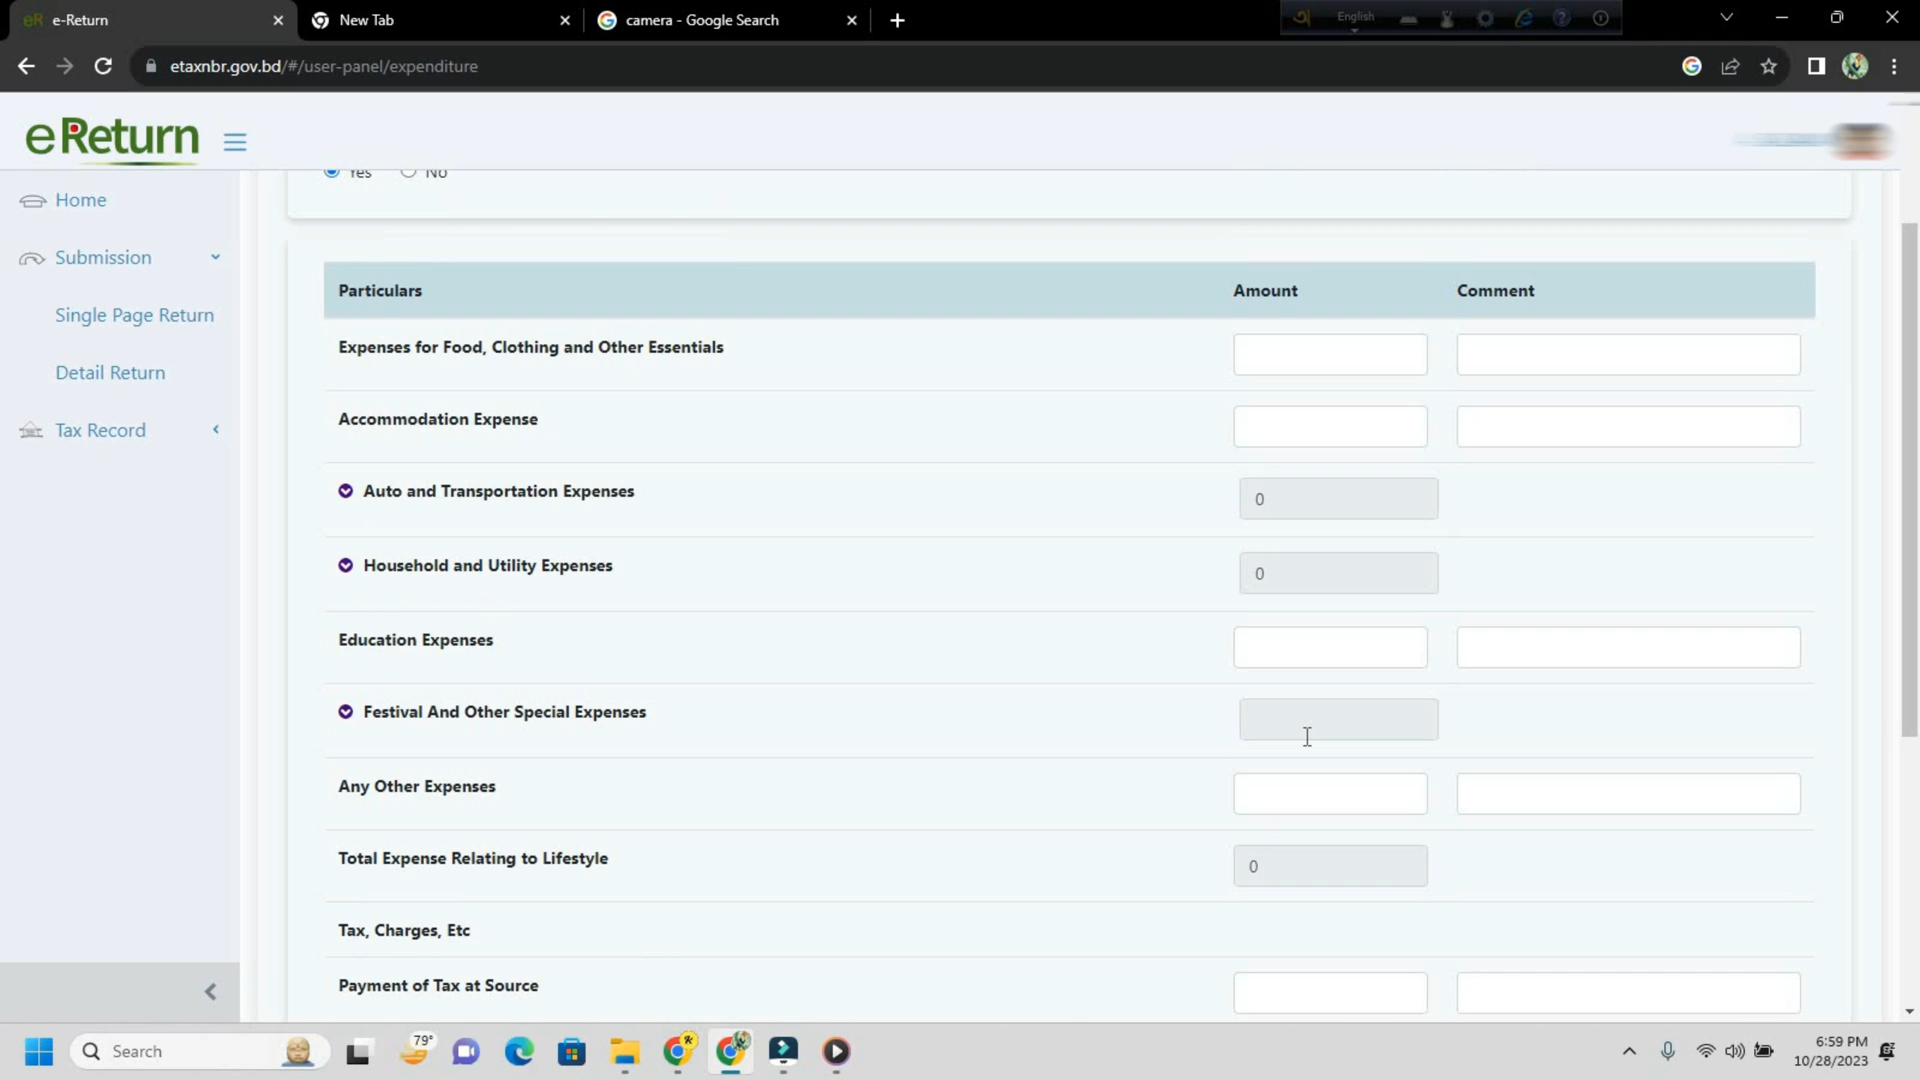 e-Return
New Tab
camera - Google Search
English
etaxnbr.gov.bd/#/user-panel/expenditure
eReturn
Yes No
Home
Submission
Single Page Return
Detail Return
Tax Record
Particulars Amount Comment
Expenses for Food, Clothing and Other Essentials
Accommodation Expense
Auto and Transportation Expenses 0
Household and Utility Expenses 0
Education Expenses
Festival And Other Special Expenses
Any Other Expenses
Total Expense Relating to Lifestyle 0
Tax, Charges, Etc
Payment of Tax at Source
Search
79°
6:59 PM
10/28/2023